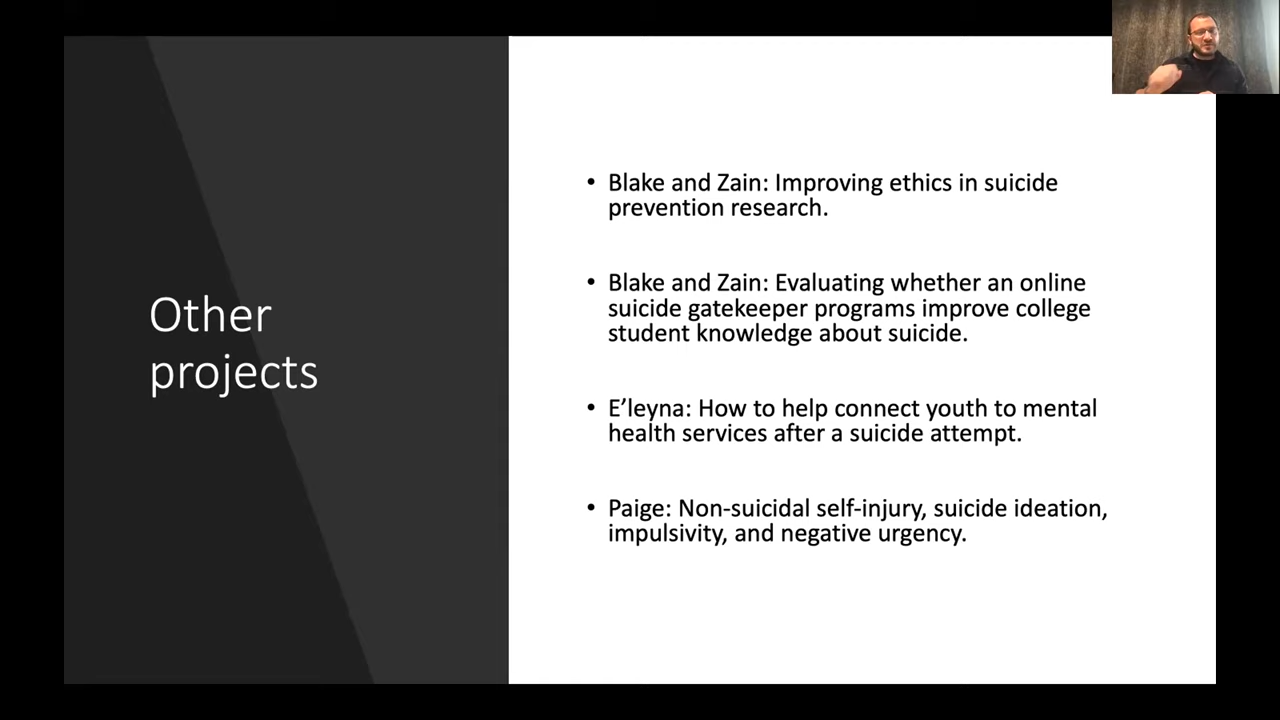 Other
projects
• Blake and Zain: Improving ethics in suicide
prevention research.
• Blake and Zain: Evaluating whether an online
suicide gatekeeper programs improve college
student knowledge about suicide.
• E’leyna: How to help connect youth to mental
health services after a suicide attempt.
• Paige: Non-suicidal self-injury, suicide ideation,
impulsivity, and negative urgency.